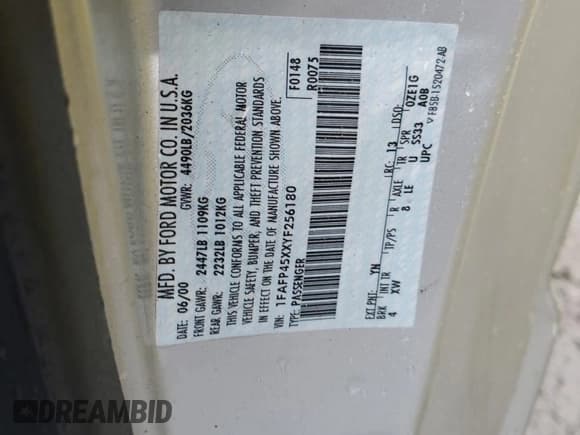 MFD. BY FORD MOTOR CO. IN U.S.A.
DATE: 06/00 GVWR: 4490LB/2036KG
FRONT GAWR: 2447LB 1109KG
REAR GAWR: 2232LB 1012KG
THIS VEHICLE CONFORMS TO ALL APPLICABLE FEDERAL MOTOR
VEHICLE SAFETY, BUMPER, AND THEFT PREVENTION STANDARDS
IN EFFECT ON THE DATE OF MANUFACTURE SHOWN ABOVE.
VIN: 1FAFP45XXYF256180
TYPE: PASSENGER
F0148
R0075
EXT PNT: YN RC: 13 DSO:
BRK INT TR TP/PS R AXLE TR SPR 0ZE1G
4 XW 8 LE U SS33 A0B
UPC
▽ F85B-1520472-AB
DREAMBID